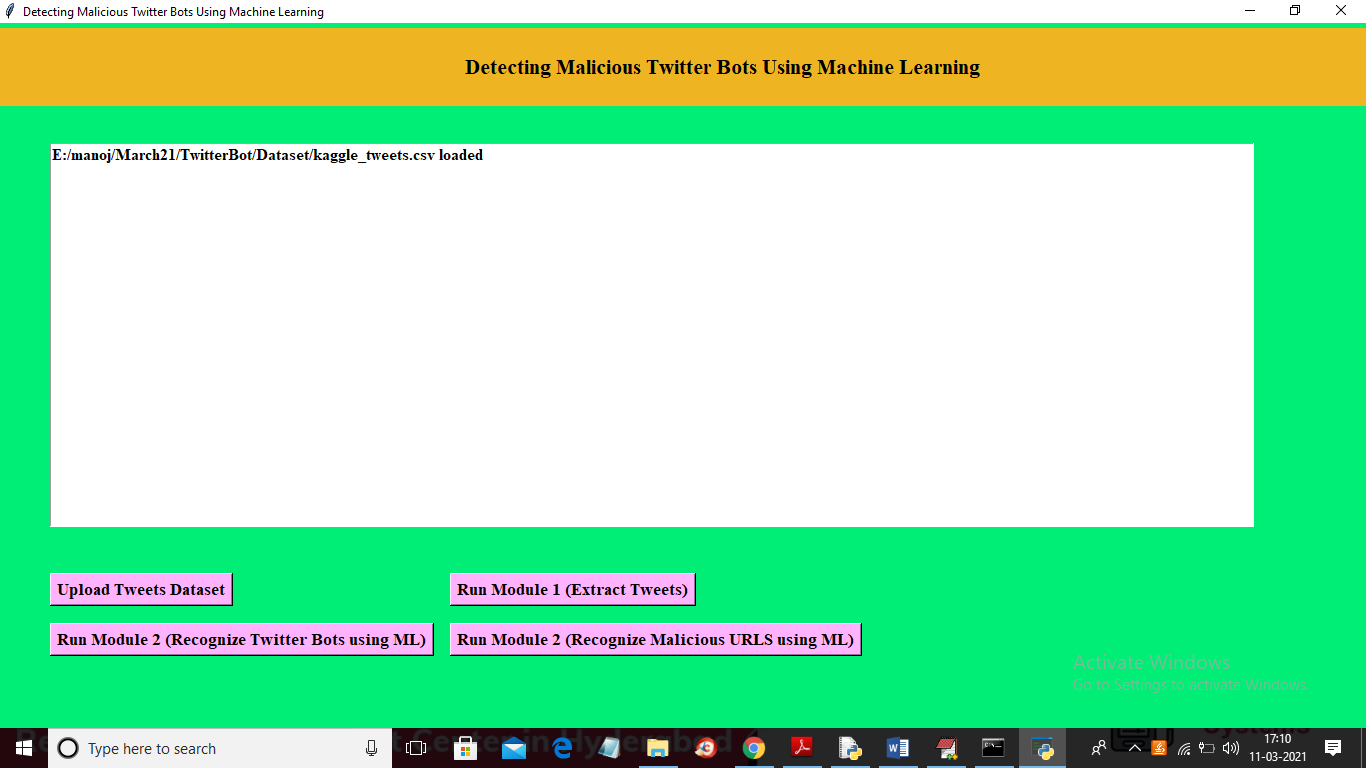 Detecting Malicious Twitter Bots Using Machine Learning
Detecting Malicious Twitter Bots Using Machine Learning
E:/manoj/March21/TwitterBot/Dataset/kaggle_tweets.csv loaded
Upload Tweets Dataset
Run Module 1 (Extract Tweets)
Run Module 2 (Recognize Twitter Bots using ML)
Run Module 2 (Recognize Malicious URLS using ML)
Activate Windows
Go to Settings to activate Windows.
Type here to search
17:10
11-03-2021